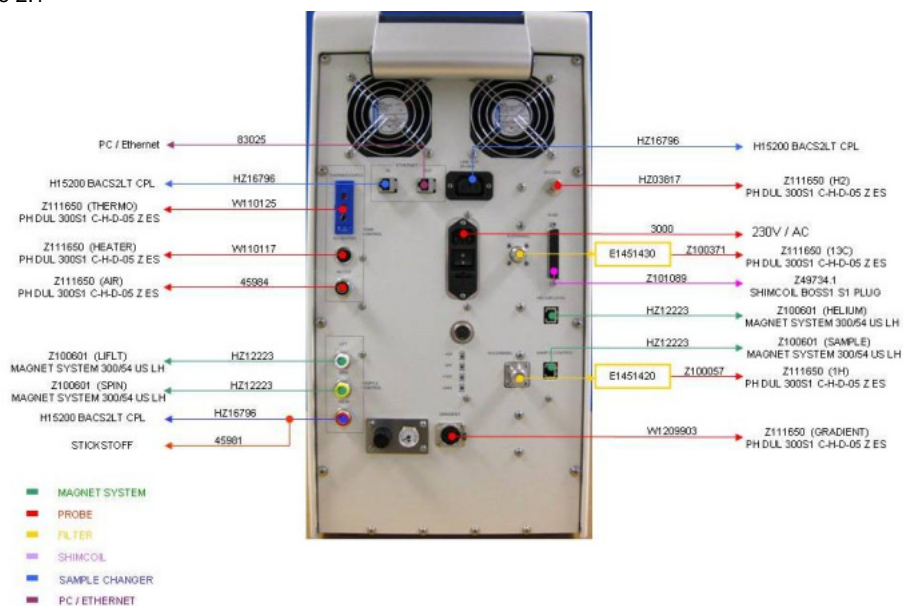 PC / Ethernet
83025
H15200 BACS2LT CPL
HZ16796
Z111650 (THERMO)
PH DUL 300S1 C-H-D-05 Z ES
W110125
Z111650 (HEATER)
PH DUL 300S1 C-H-D-05 Z ES
W110117
Z111650 (AIR)
PH DUL 300S1 C-H-D-05 Z ES
45984
Z100601 (LIFLT)
MAGNET SYSTEM 300/54 US LH
HZ12223
Z100601 (SPIN)
MAGNET SYSTEM 300/54 US LH
HZ12223
H15200 BACS2LT CPL
HZ16796
STICKSTOFF
45981
HZ16796
H15200 BACS2LT CPL
HZ03817
Z111650 (H2)
PH DUL 300S1 C-H-D-05 Z ES
3000
230V / AC
E1451430
Z100371
Z111650 (13C)
PH DUL 300S1 C-H-D-05 Z ES
Z101089
Z49734.1
SHIMCOIL BOSS1 S1 PLUG
HZ12223
Z100601 (HELIUM)
MAGNET SYSTEM 300/54 US LH
HZ12223
Z100601 (SAMPLE)
MAGNET SYSTEM 300/54 US LH
E1451420
Z100057
Z111650 (1H)
PH DUL 300S1 C-H-D-05 Z ES
W1209903
Z111650 (GRADIENT)
PH DUL 300S1 C-H-D-05 Z ES
MAGNET SYSTEM
PROBE
FILTER
SHIMCOIL
SAMPLE CHANGER
PC / ETHERNET